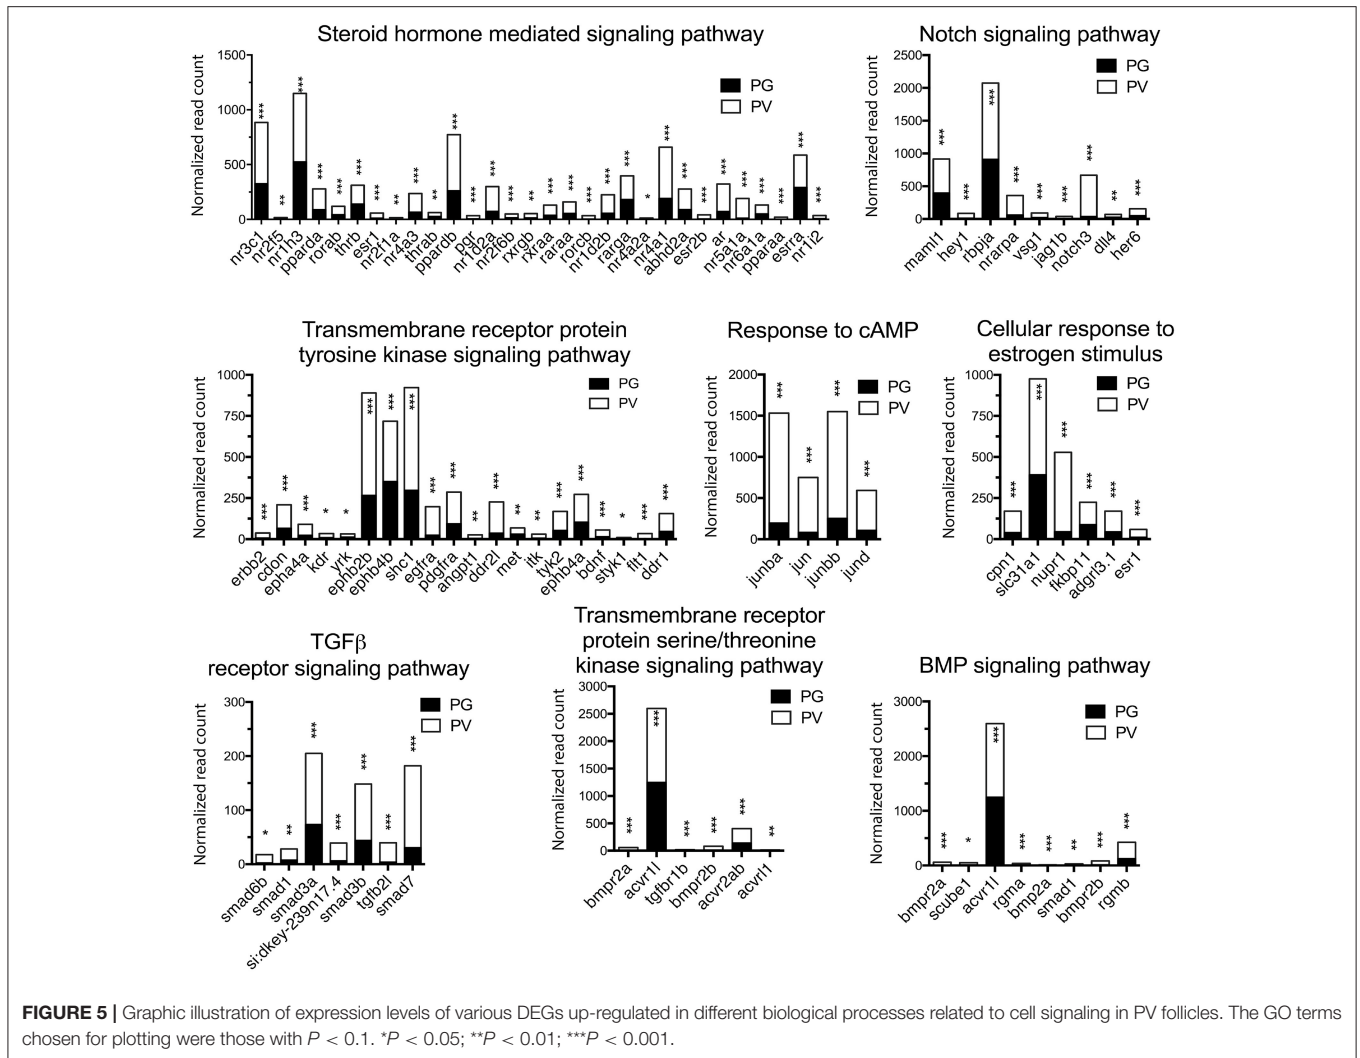 Steroid hormone mediated signaling pathway
Normalized read count
1500
1000
500
0
PG
PV
***
**
***
***
***
***
***
**
***
**
***
***
***
***
**
***
***
***
***
***
*
***
***
***
***
***
***
***
***
***
nr3c1
nr2f5
nr1h3
pparda
rorab
thrb
esr1
nr2f1a
nr4a3
thrab
ppardb
pgr
nr1d2a
nr2f6b
rxrgb
rxraa
raraa
rorcb
nr1d2b
rarga
nr4a2a
nr4a1
abhd2a
esr2b
ar
nr5a1a
nr6a1a
pparaa
esrra
nr1i2
Notch signaling pathway
Normalized read count
2500
2000
1500
1000
500
0
PG
PV
***
***
***
***
***
***
***
**
***
maml1
hey1
rbpja
nrarpa
vsg1
jag1b
notch3
dll4
her6
Transmembrane receptor protein
tyrosine kinase signaling pathway
Normalized read count
1000
750
500
250
0
PG
PV
***
***
***
*
*
***
***
***
***
***
**
***
**
**
***
***
***
*
***
***
erbb2
cdon
epha4a
kdr
yrk
ephb2b
ephb4b
shc1
egfra
pdgfra
angpt1
ddr2l
met
itk
tyk2
ephb4a
bdnf
styk1
flt1
ddr1
Response to cAMP
Normalized read count
2000
1500
1000
500
0
PG
PV
***
***
***
***
junba
jun
junbb
jund
Cellular response to
estrogen stimulus
Normalized read count
1000
750
500
250
0
PG
PV
***
***
***
***
***
***
cpn1
slc31a1
nupr1
fkbp11
adgrl3.1
esr1
TGFβ
receptor signaling pathway
Normalized read count
300
200
100
0
PG
PV
*
**
***
***
***
***
***
smad6b
smad1
smad3a
si:dkey-239n17.4
smad3b
tgfb2l
smad7
Transmembrane receptor
protein serine/threonine
kinase signaling pathway
Normalized read count
3000
2500
2000
1500
1000
500
0
PG
PV
***
***
***
***
***
**
bmpr2a
acvr1l
tgfbr1b
bmpr2b
acvr2ab
acvrl1
BMP signaling pathway
Normalized read count
3000
2000
1000
0
PG
PV
***
*
***
***
***
**
***
***
bmpr2a
scube1
acvr1l
rgma
bmp2a
smad1
bmpr2b
rgmb
FIGURE 5 | Graphic illustration of expression levels of various DEGs up-regulated in different biological processes related to cell signaling in PV follicles. The GO terms
chosen for plotting were those with P < 0.1. *P < 0.05; **P < 0.01; ***P < 0.001.